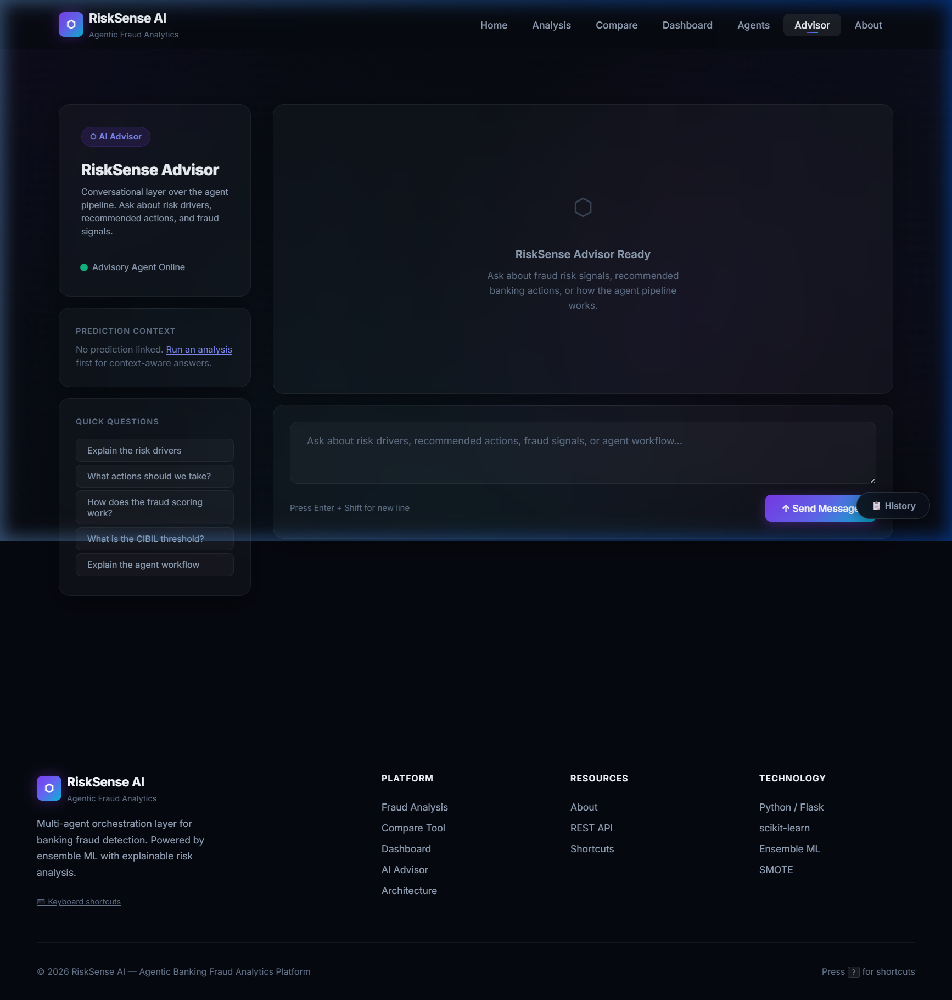 RiskSense AI
Agentic Fraud Analytics
Home
Analysis
Compare
Dashboard
Agents
Advisor
About
AI Advisor
RiskSense Advisor
Conversational layer over the agent
pipeline. Ask about risk drivers,
recommended actions, and fraud
signals.
Advisory Agent Online
PREDICTION CONTEXT
No prediction linked. Run an analysis
first for context-aware answers.
QUICK QUESTIONS
Explain the risk drivers
What actions should we take?
How does the fraud scoring
work?
What is the CIBIL threshold?
Explain the agent workflow
RiskSense Advisor Ready
Ask about fraud risk signals, recommended
banking actions, or how the agent pipeline
works.
Ask about risk drivers, recommended actions, fraud signals, or agent workflow...
Press Enter + Shift for new line
↑ Send Message
History
RiskSense AI
Agentic Fraud Analytics
Multi-agent orchestration layer for
banking fraud detection. Powered by
ensemble ML with explainable risk
analysis.
Keyboard shortcuts
PLATFORM
Fraud Analysis
Compare Tool
Dashboard
AI Advisor
Architecture
RESOURCES
About
REST API
Shortcuts
TECHNOLOGY
Python / Flask
scikit-learn
Ensemble ML
SMOTE
© 2026 RiskSense AI — Agentic Banking Fraud Analytics Platform
Press ? for shortcuts